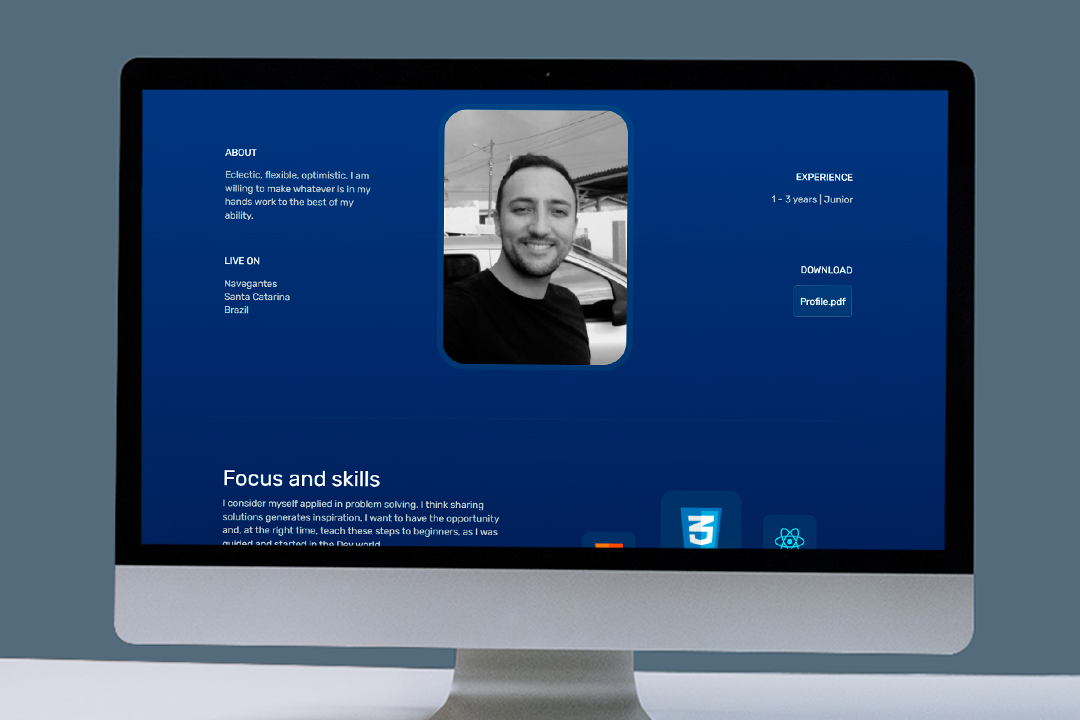 ABOUT
Eclectic, flexible, optimistic. I am
willing to make whatever is in my
hands work to the best of my
ability.
LIVE ON
Navegantes
Santa Catarina
Brazil
EXPERIENCE
1 - 3 years | Junior
DOWNLOAD
Profile.pdf
Focus and skills
I consider myself applied in problem solving. I think sharing
solutions generates inspiration, I want to have the opportunity
and, at the right time, teach these steps to beginners, as I was
guided and started in the Dev world.
3